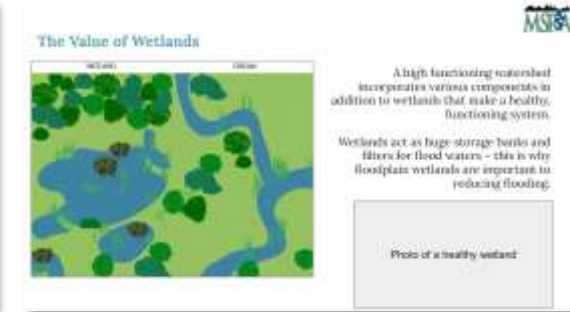 The Value of Wetlands
WETLAND
STREAM
A high functioning watershed
incorporates various components in
addition to wetlands that make a healthy,
functioning system.
Wetlands act as huge storage banks and
filters for flood waters – this is why
floodplain wetlands are important to
reducing flooding.
Photo of a healthy wetland